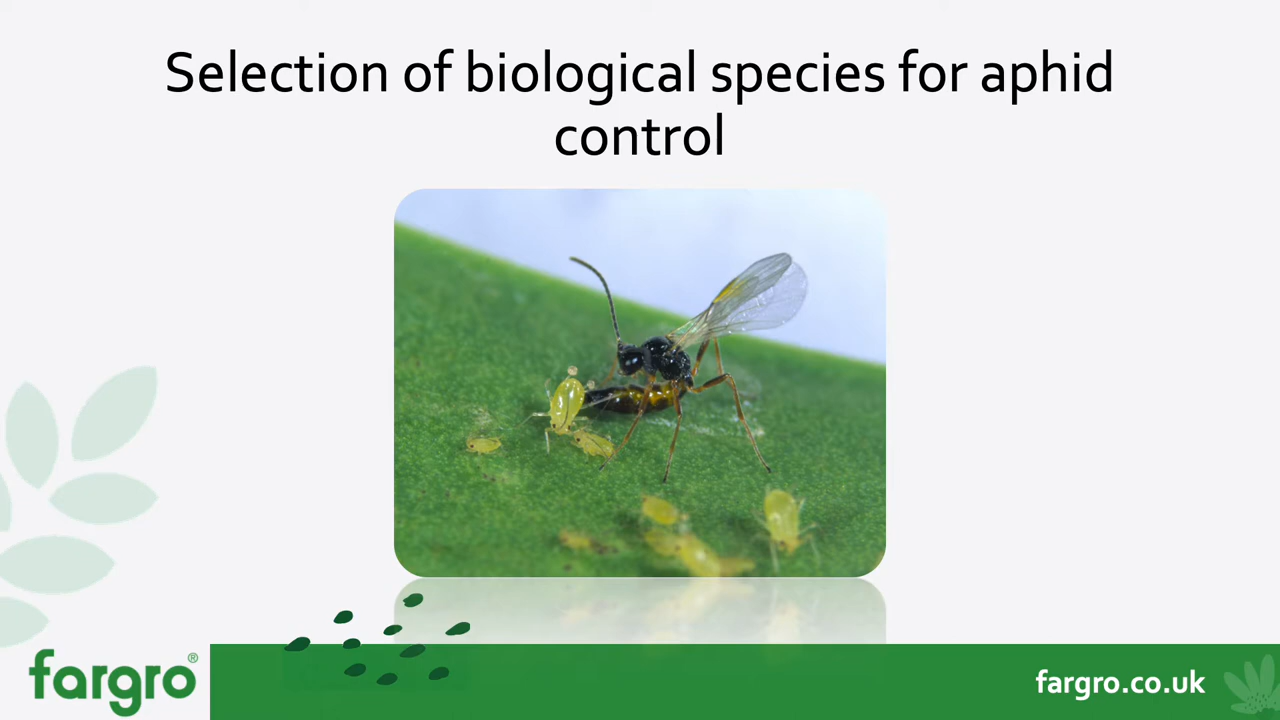 Selection of biological species for aphid
control
fargro®
fargro.co.uk